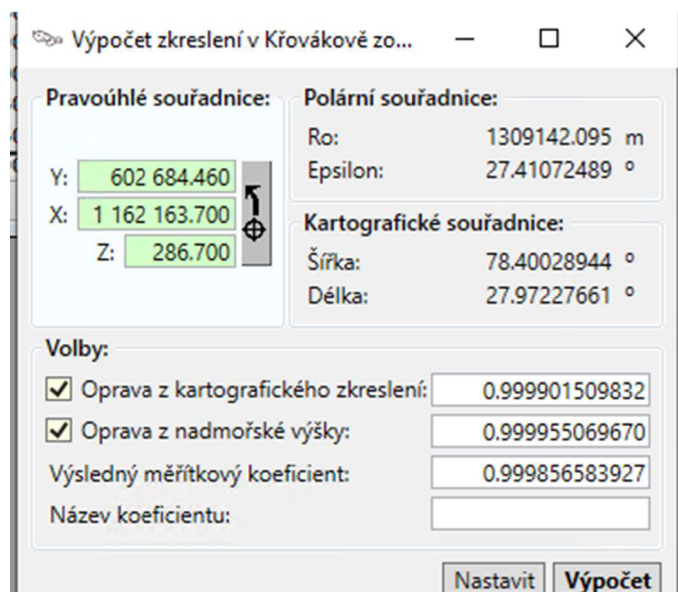 Výpočet zkreslení v Křovákově zo...
Pravoúhlé souřadnice:
Y: 602 684.460
X: 1 162 163.700
Z: 286.700
Polární souřadnice:
Ro: 1309142.095 m
Epsilon: 27.41072489 º
Kartografické souřadnice:
Šířka: 78.40028944 º
Délka: 27.97227661 º
Volby:
Oprava z kartografického zkreslení: 0.999901509832
Oprava z nadmořské výšky: 0.999955069670
Výsledný měřítkový koeficient: 0.999856583927
Název koeficientu:
Nastavit Výpočet